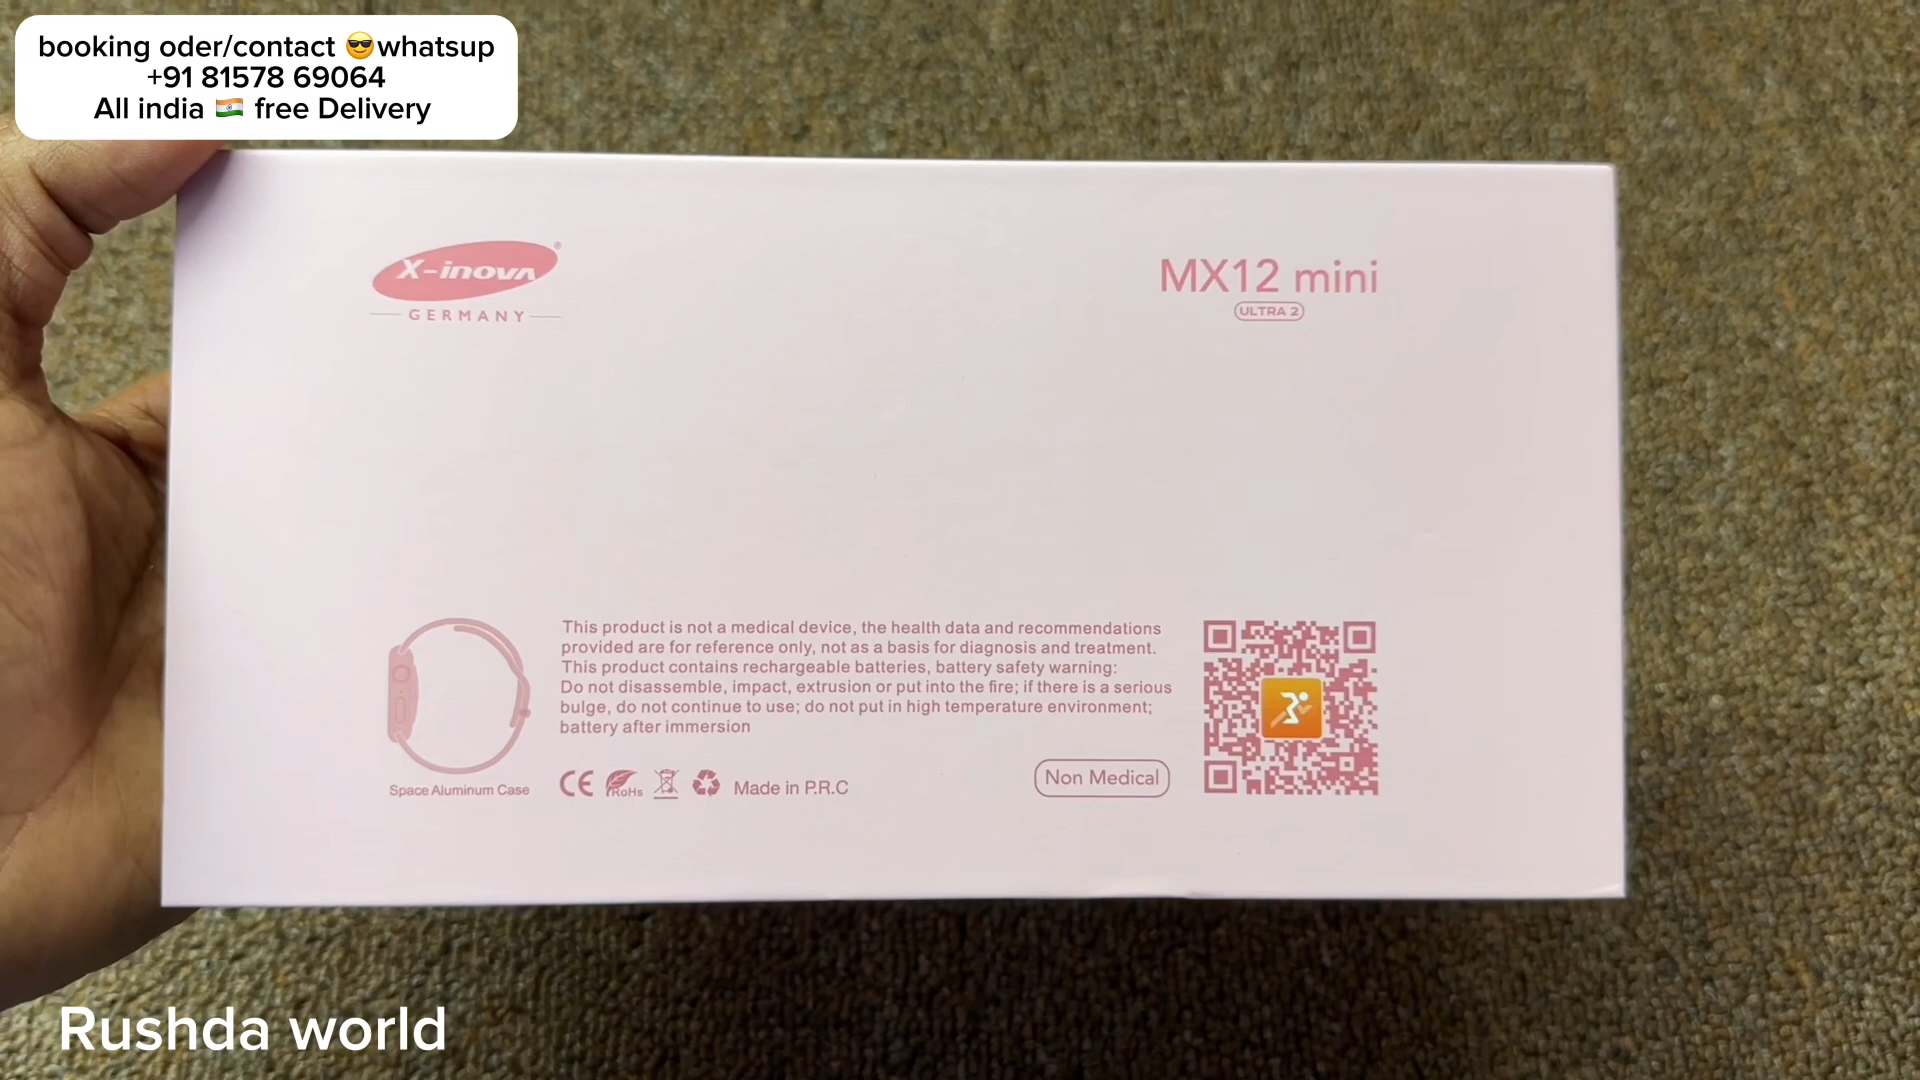 booking oder/contact 😎whatsup
+91 81578 69064
All india 🇮🇳 free Delivery
X-inova®
GERMANY
MX12 mini
ULTRA 2
This product is not a medical device, the health data and recommendations
provided are for reference only, not as a basis for diagnosis and treatment.
This product contains rechargeable batteries, battery safety warning:
Do not disassemble, impact, extrusion or put into the fire; if there is a serious
bulge, do not continue to use; do not put in high temperature environment;
battery after immersion
Space Aluminum Case
CE RoHs Made in P.R.C
Non Medical
Rushda world